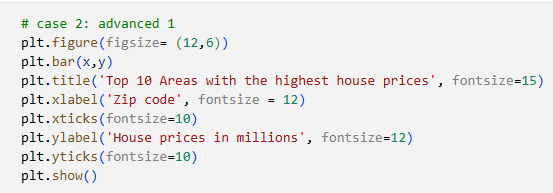 # case 2: advanced 1
plt.figure(figsize= (12,6))
plt.bar(x,y)
plt.title('Top 10 Areas with the highest house prices', fontsize=15)
plt.xlabel('Zip code', fontsize = 12)
plt.xticks(fontsize=10)
plt.ylabel('House prices in millions', fontsize=12)
plt.yticks(fontsize=10)
plt.show()